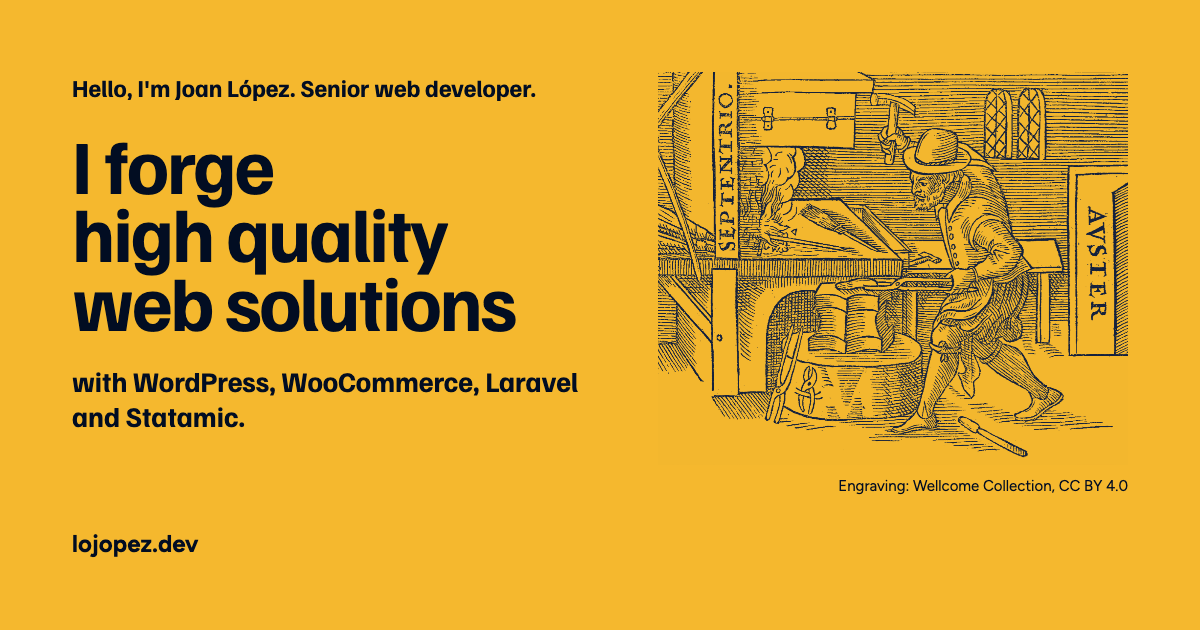 Hello, I'm Joan López. Senior web developer.
I forge
high quality
web solutions
with WordPress, WooCommerce, Laravel
and Statamic.
lojopez.dev
SEPTENTRIO.
AVSTER
Engraving: Wellcome Collection, CC BY 4.0